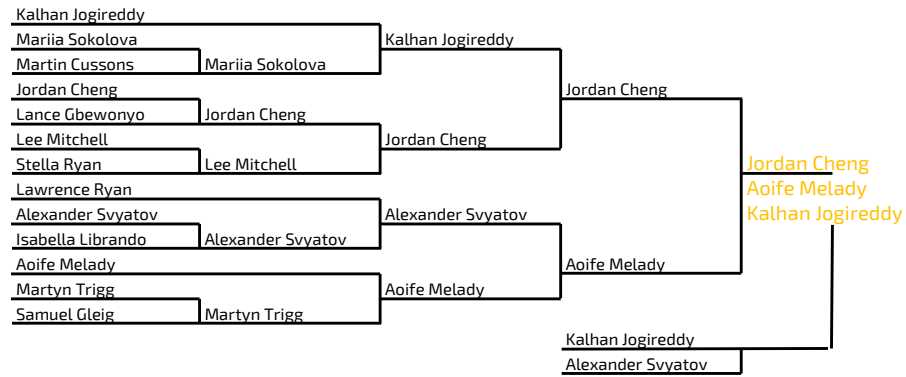 Kalhan Jogireddy
Mariia Sokolova
Kalhan Jogireddy
Martin Cussons
Mariia Sokolova
Jordan Cheng
Jordan Cheng
Lance Gbewonyo
Jordan Cheng
Lee Mitchell
Jordan Cheng
Stella Ryan
Lee Mitchell
Jordan Cheng
Lawrence Ryan
Aoife Melady
Alexander Svyatov
Alexander Svyatov
Kalhan Jogireddy
Isabella Librando
Alexander Svyatov
Aoife Melady
Aoife Melady
Martyn Trigg
Aoife Melady
Samuel Gleig
Martyn Trigg
Kalhan Jogireddy
Alexander Svyatov